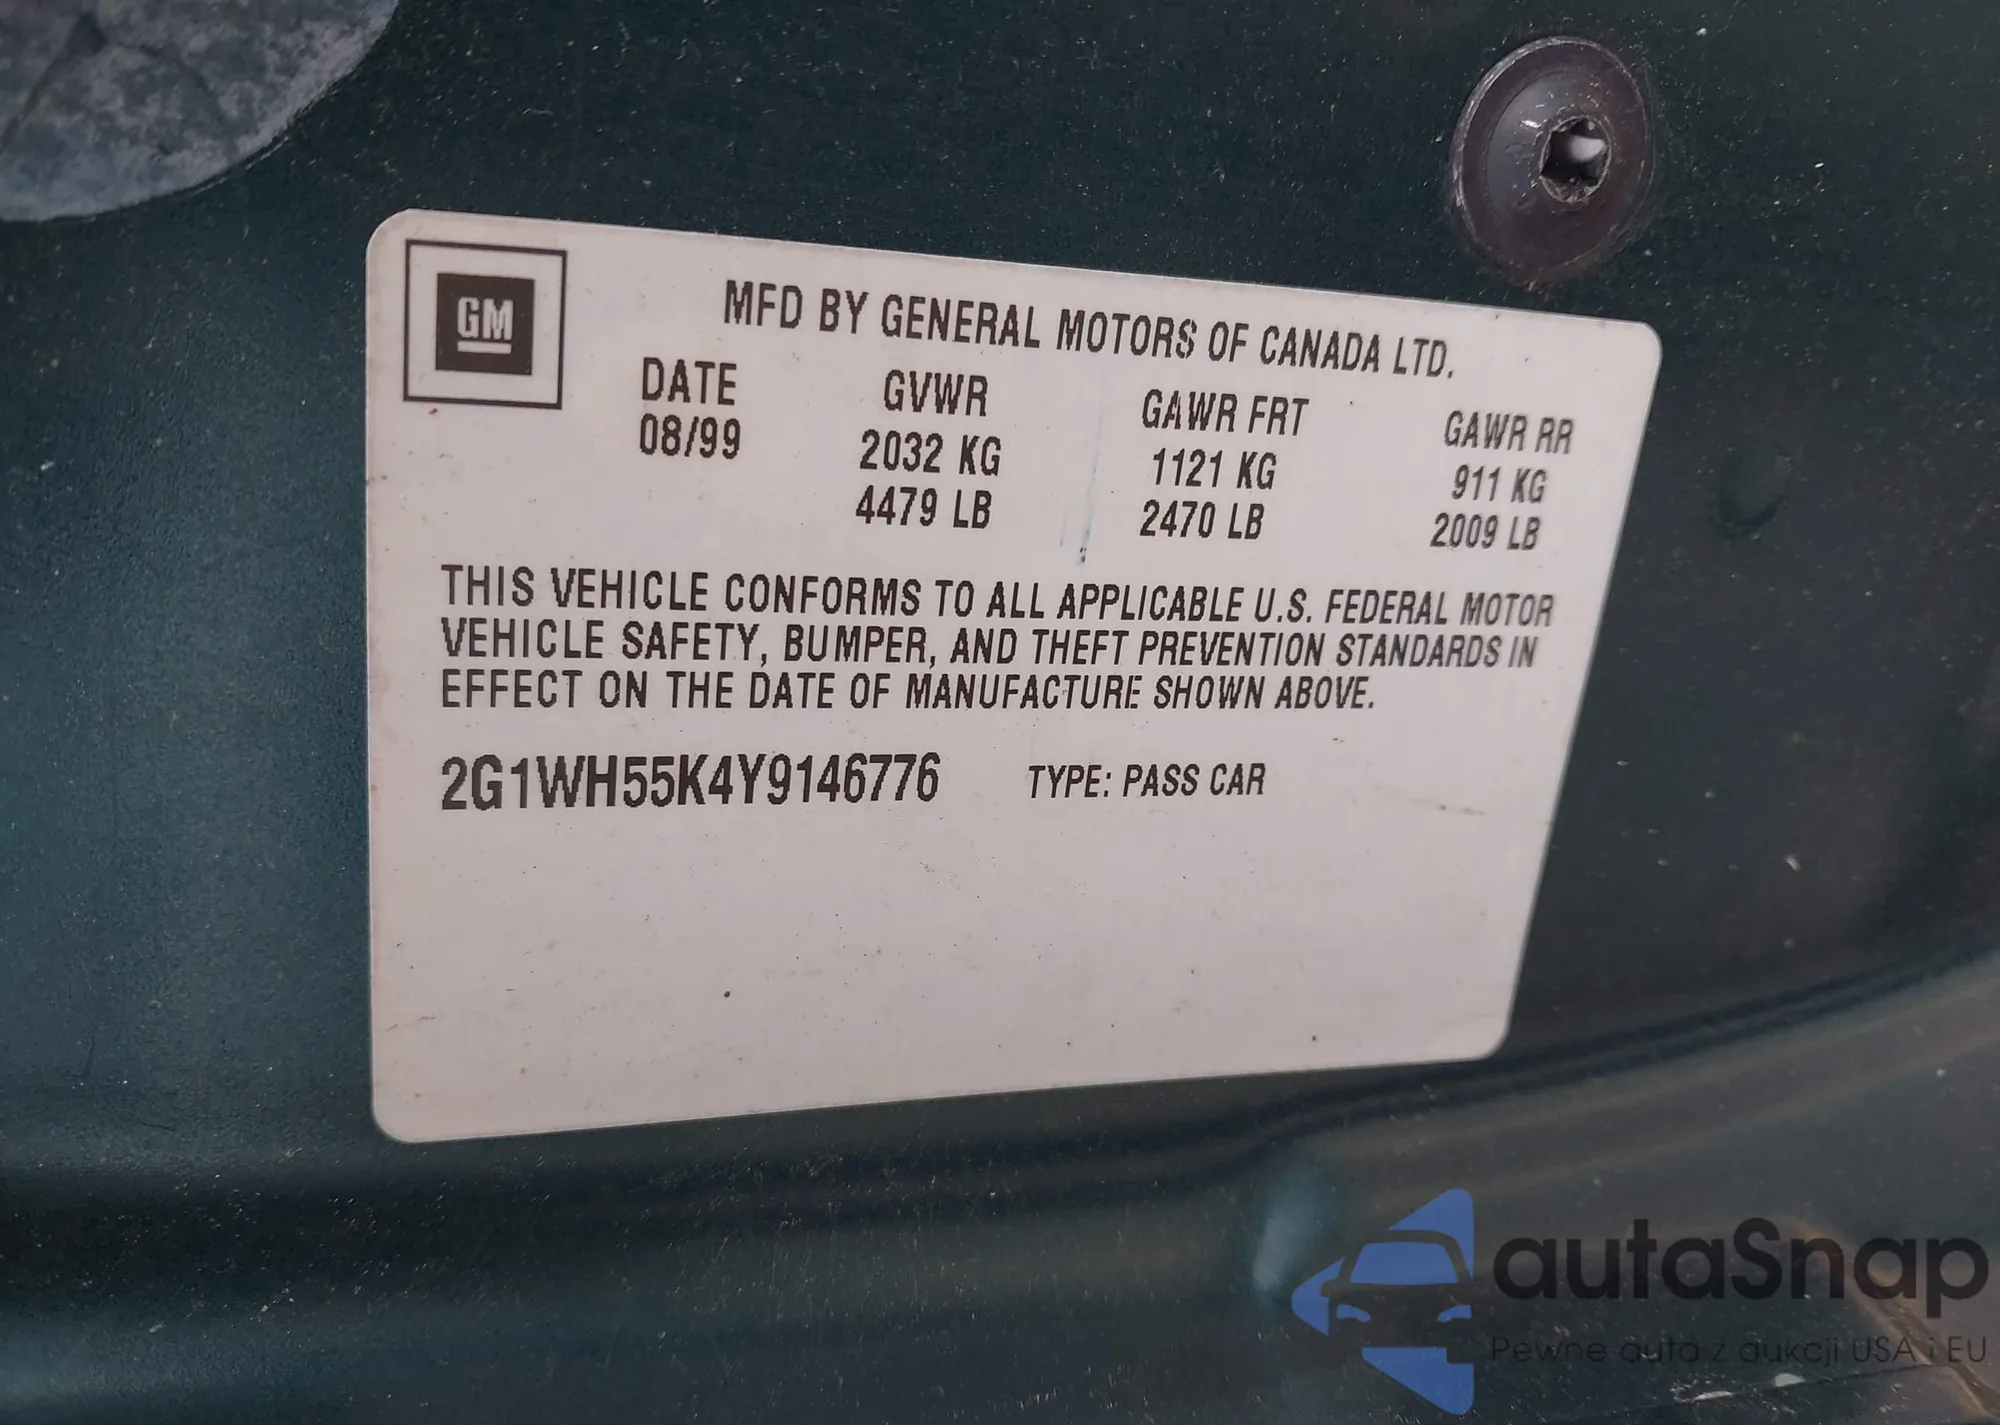 GM
MFD BY GENERAL MOTORS OF CANADA LTD.
DATE GVWR GAWR FRT GAWR RR
08/99 2032 KG 1121 KG 911 KG
4479 LB 2470 LB 2009 LB
THIS VEHICLE CONFORMS TO ALL APPLICABLE U.S. FEDERAL MOTOR
VEHICLE SAFETY, BUMPER, AND THEFT PREVENTION STANDARDS IN
EFFECT ON THE DATE OF MANUFACTURE SHOWN ABOVE.
2G1WH55K4Y9146776 TYPE: PASS CAR
autaSnap
Pewne auta z aukcji USA i EU